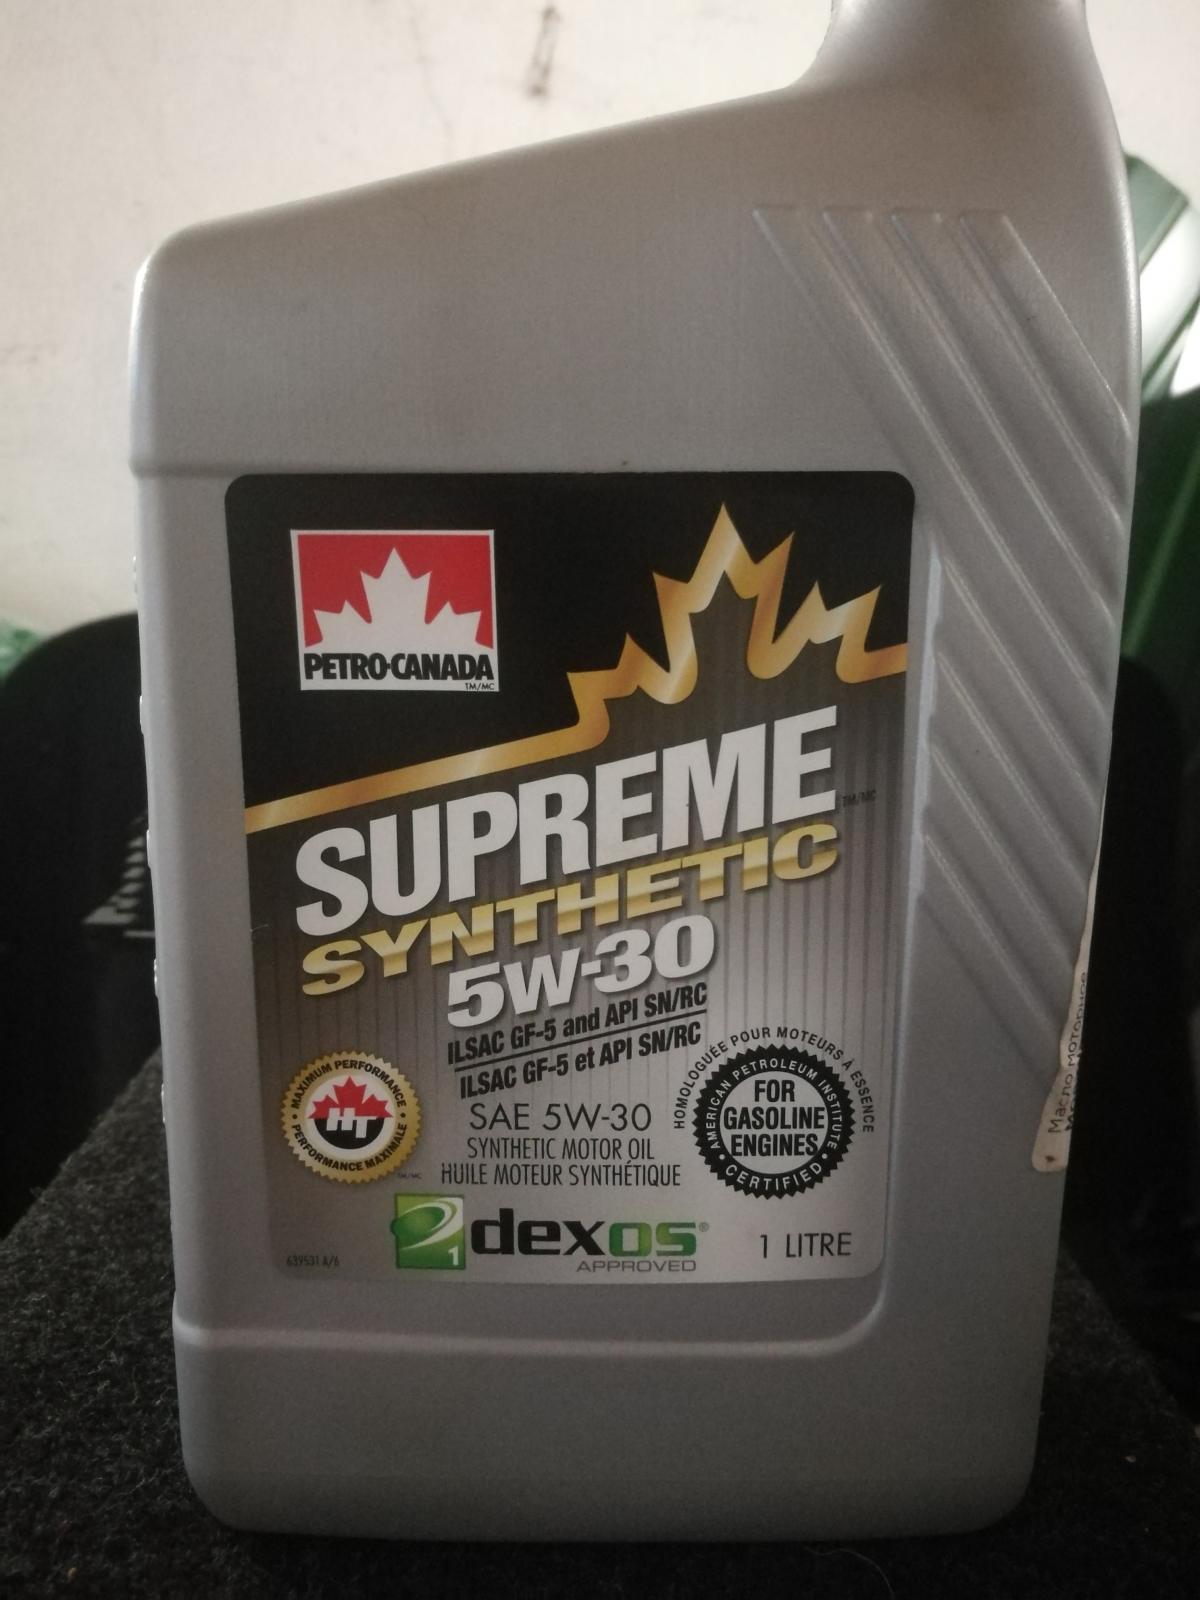 PETRO-CANADA
TM/MC
SUPREME
TM/MC
SYNTHETIC
5W-30
ILSAC GF-5 and API SN/RC
ILSAC GF-5 et API SN/RC
MAXIMUM PERFORMANCE
HT
PERFORMANCE MAXIMALE
TM/MC
SAE 5W-30
SYNTHETIC MOTOR OIL
HUILE MOTEUR SYNTHÉTIQUE
HOMOLOGUÉE POUR MOTEURS À ESSENCE
AMERICAN PETROLEUM INSTITUTE
FOR
GASOLINE
ENGINES
CERTIFIED
639531 A/6
1
dexos®
APPROVED
1 LITRE
Масло моторное